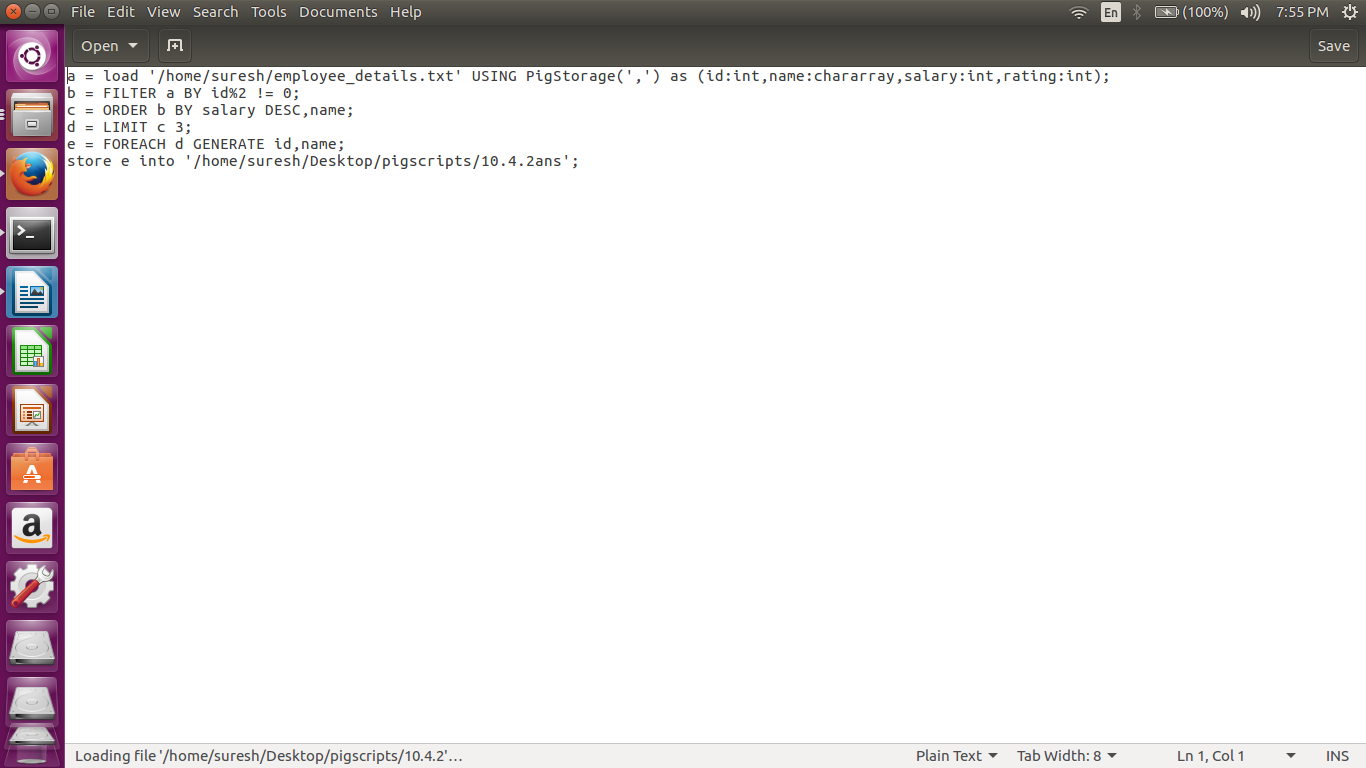 File Edit View Search Tools Documents Help
En (100%) 7:55 PM
Open Save
a = load '/home/suresh/employee_details.txt' USING PigStorage(',') as (id:int,name:chararray,salary:int,rating:int);
b = FILTER a BY id%2 != 0;
c = ORDER b BY salary DESC,name;
d = LIMIT c 3;
e = FOREACH d GENERATE id,name;
store e into '/home/suresh/Desktop/pigscripts/10.4.2ans';
Loading file '/home/suresh/Desktop/pigscripts/10.4.2'... Plain Text Tab Width: 8 Ln 1, Col 1 INS